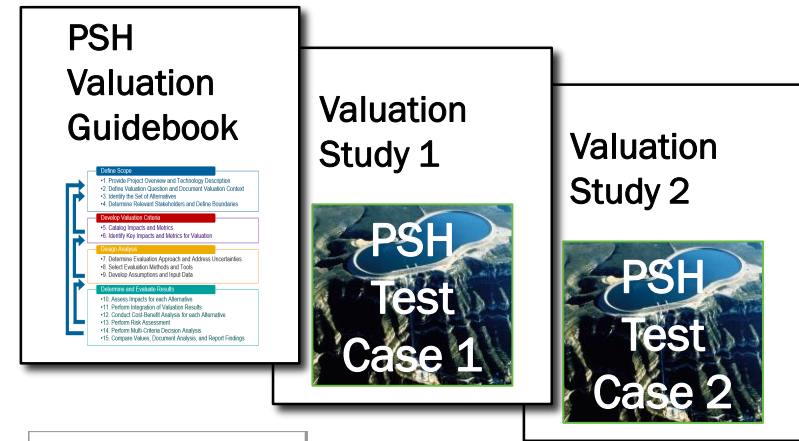 PSH
Valuation
Guidebook
Define Scope
•1. Provide Project Overview and Technology Description
•2. Define Valuation Question and Document Valuation Context
•3. Identify the Set of Alternatives
•4. Determine Relevant Stakeholders and Define Boundaries
Develop Valuation Criteria
•5. Catalog Impacts and Metrics
•6. Identify Key Impacts and Metrics for Valuation
Design Analysis
•7. Determine Evaluation Approach and Address Uncertainties
•8. Select Evaluation Methods and Tools
•9. Develop Assumptions and Input Data
Determine and Evaluate Results
•10. Assess Impacts for each Alternative
•11. Perform Integration of Valuation Results
•12. Conduct Cost-Benefit Analysis for each Alternative
•13. Perform Risk Assessment
•14. Perform Multi-Criteria Decision Analysis
•15. Compare Values, Document Analysis, and Report Findings
Valuation
Study 1
PSH
Test
Case 1
Valuation
Study 2
PSH
Test
Case 2